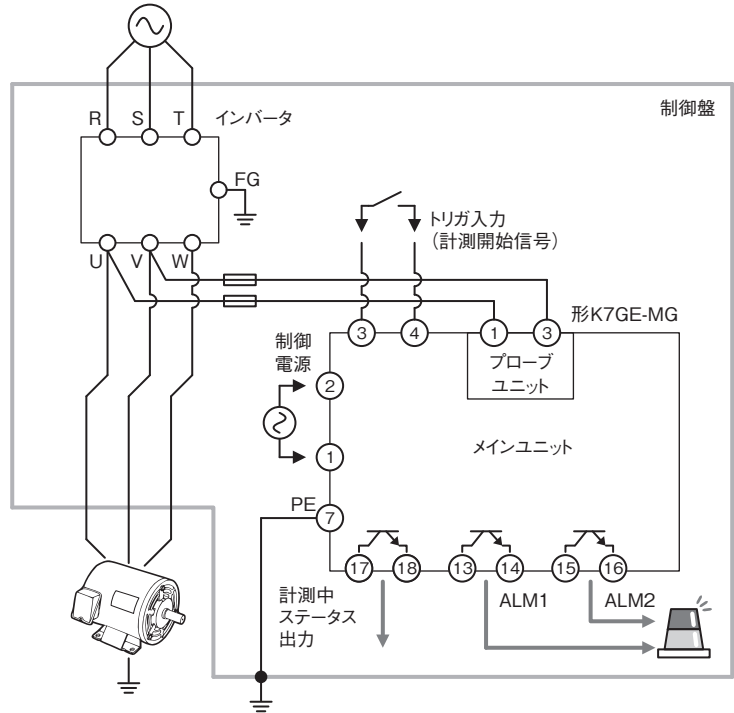 制御盤
R S T インバータ
FG
トリガ入力
（計測開始信号）
U V W
形K7GE-MG
3 4 1 3
制御
電源
プローブ
ユニット
2
メインユニット
1
PE
7
17 18 13 14 15 16
計測中
ステータス
出力
ALM1 ALM2